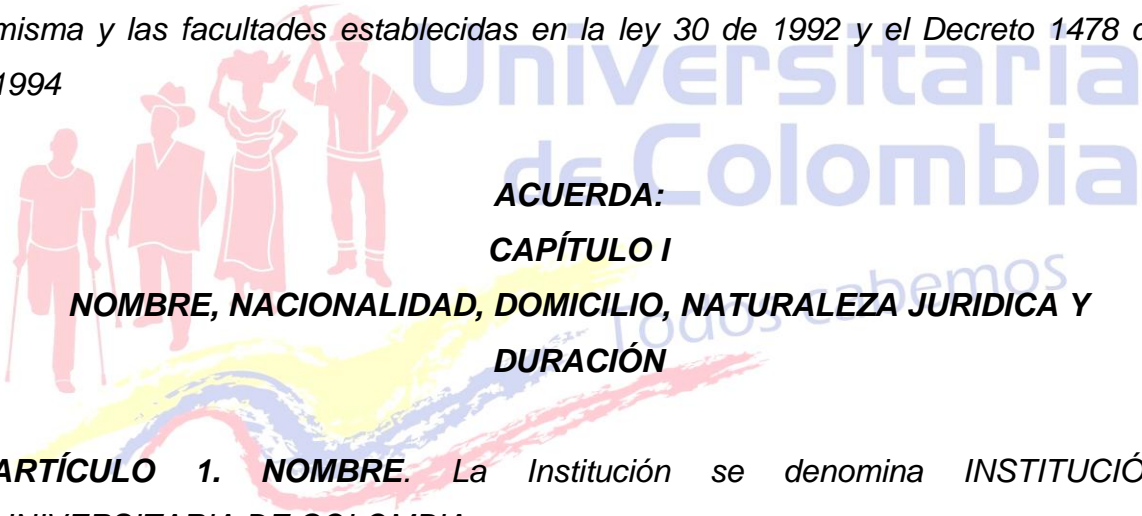 misma y las facultades establecidas en la ley 30 de 1992 y el Decreto 1478
1994
Universitaria
de Colombia
Todos cabemos
ACUERDA:
CAPÍTULO I
NOMBRE, NACIONALIDAD, DOMICILIO, NATURALEZA JURIDICA Y
DURACIÓN
ARTÍCULO 1. NOMBRE. La Institución se denomina INSTITUCIÓ